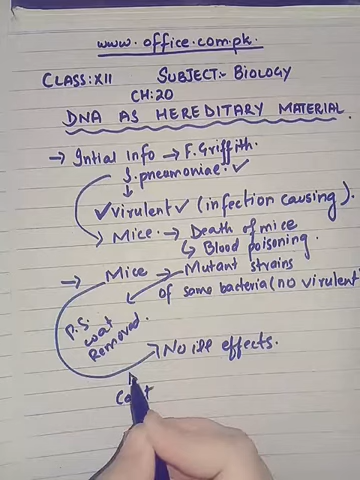 www.office.com.pk.
CLASS:XII SUBJECT:- BIOLOGY
CH:20
DNA AS HEREDITARY MATERIAL.
→ Intial Info → F. Griffith.
S. pneumoniae. ✓
↓
✓ virulent ✓ (infection causing).
Mice. → Death of mice
↳ Blood poisoning.
→ Mice → Mutant strains
of same bacteria (no virulent
P.S.
coat
Removed.
No ill effects.